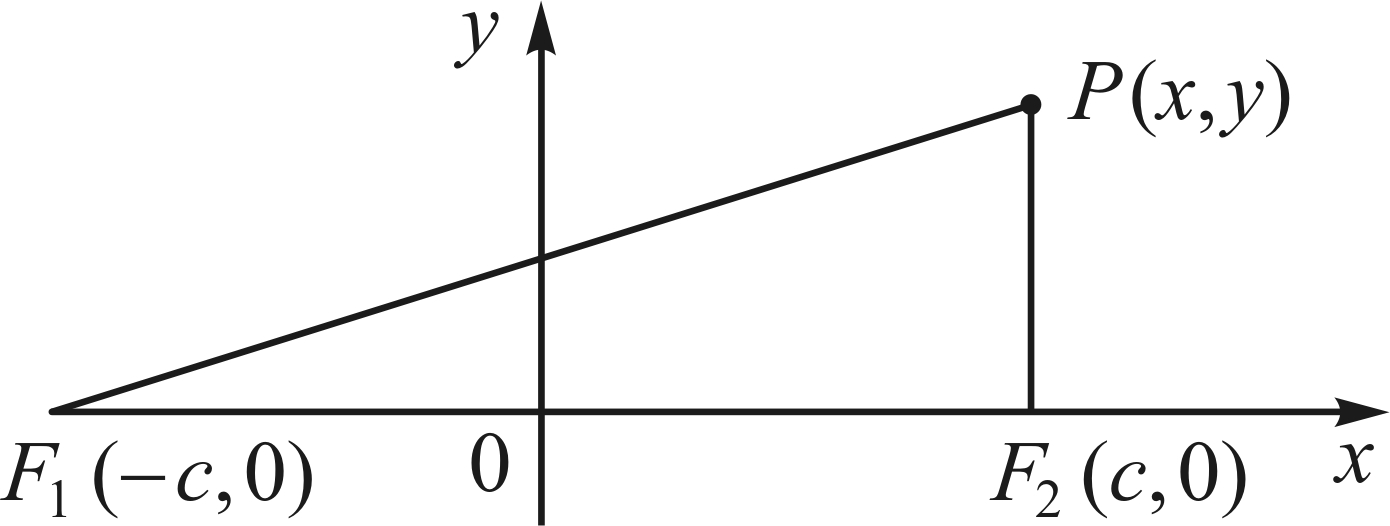 y
P(x,y)
F₁(−c,0)
0
F₂(c,0)
x